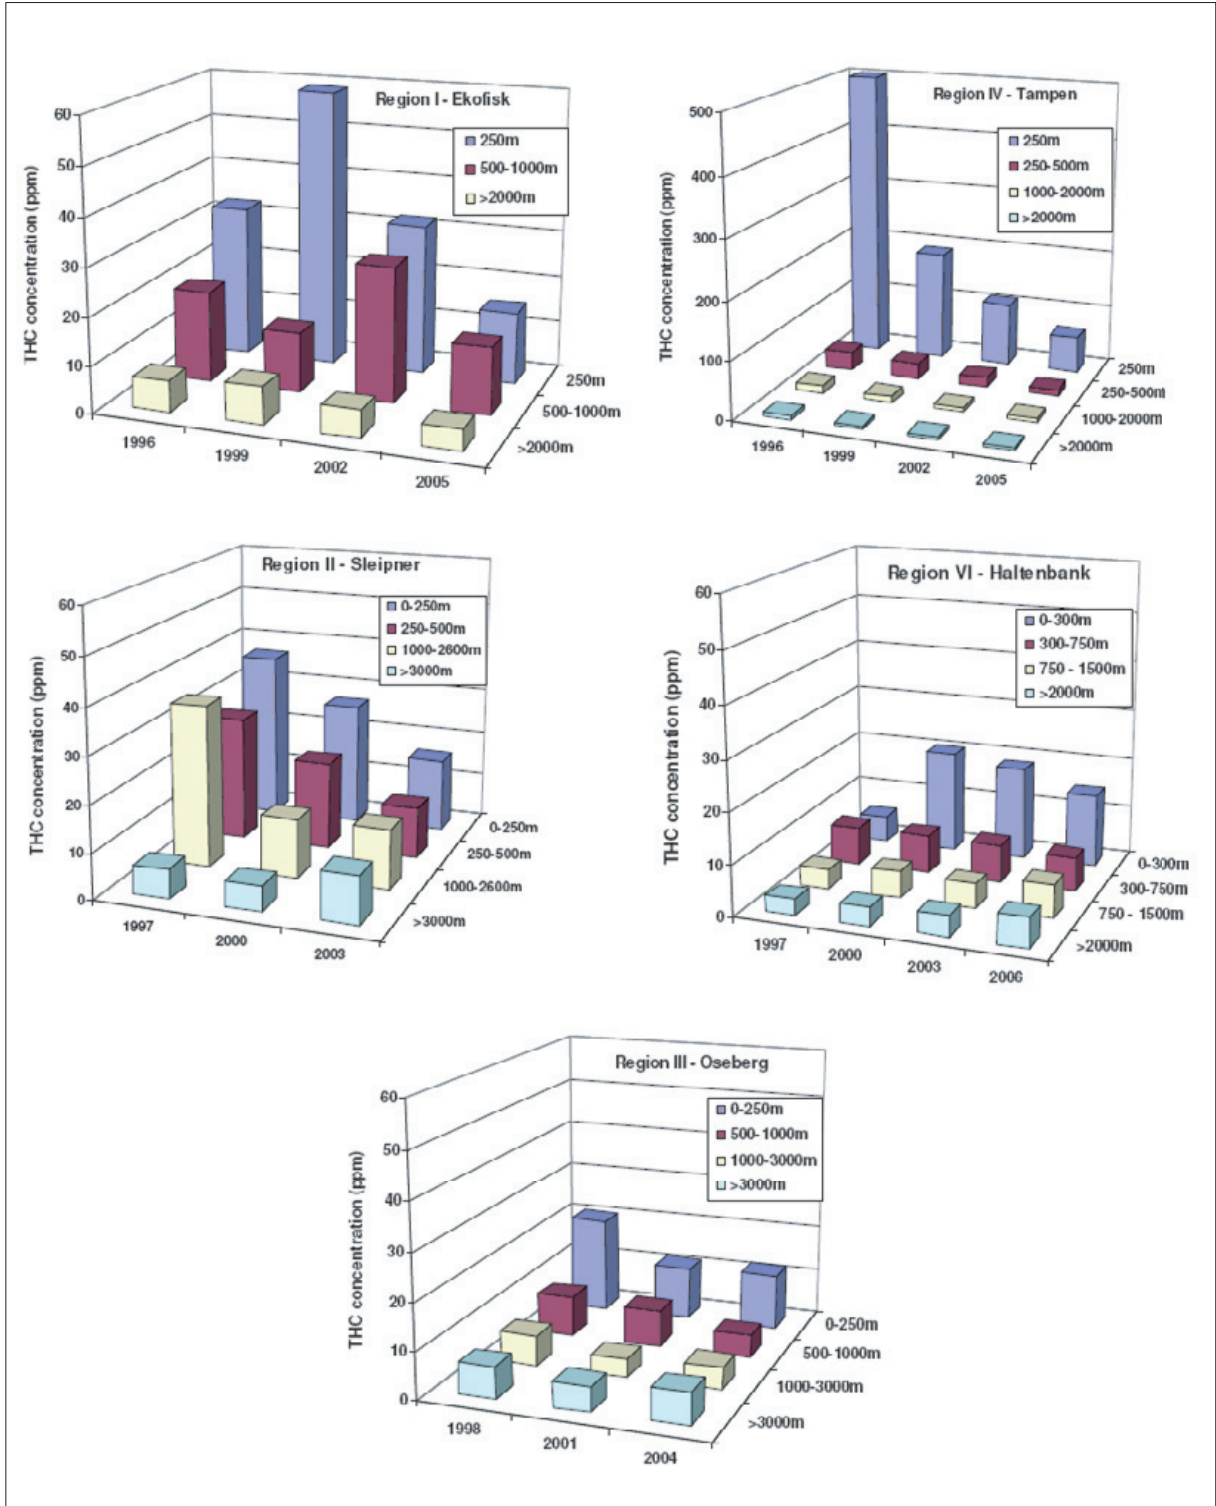 Region I - Ekofisk
THC concentration (ppm)
60
50
40
30
20
10
0
250m
500-1000m
>2000m
1996
1999
2002
2005
250m
500-1000m
>2000m
Region IV - Tampen
THC concentration (ppm)
500
400
300
200
100
0
250m
250-500m
1000-2000m
>2000m
1996
1999
2002
2005
250m
250-500m
1000-2000m
>2000m
Region II - Sleipner
THC concentration (ppm)
60
50
40
30
20
10
0
0-250m
250-500m
1000-2600m
>3000m
1997
2000
2003
0-250m
250-500m
1000-2600m
>3000m
Region VI - Haltenbank
THC concentration (ppm)
60
50
40
30
20
10
0
0-300m
300-750m
750 - 1500m
>2000m
1997
2000
2003
2006
0-300m
300-750m
750 - 1500m
>2000m
Region III - Oseberg
THC concentration (ppm)
60
50
40
30
20
10
0
0-250m
500-1000m
1000-3000m
>3000m
1998
2001
2004
0-250m
500-1000m
1000-3000m
>3000m